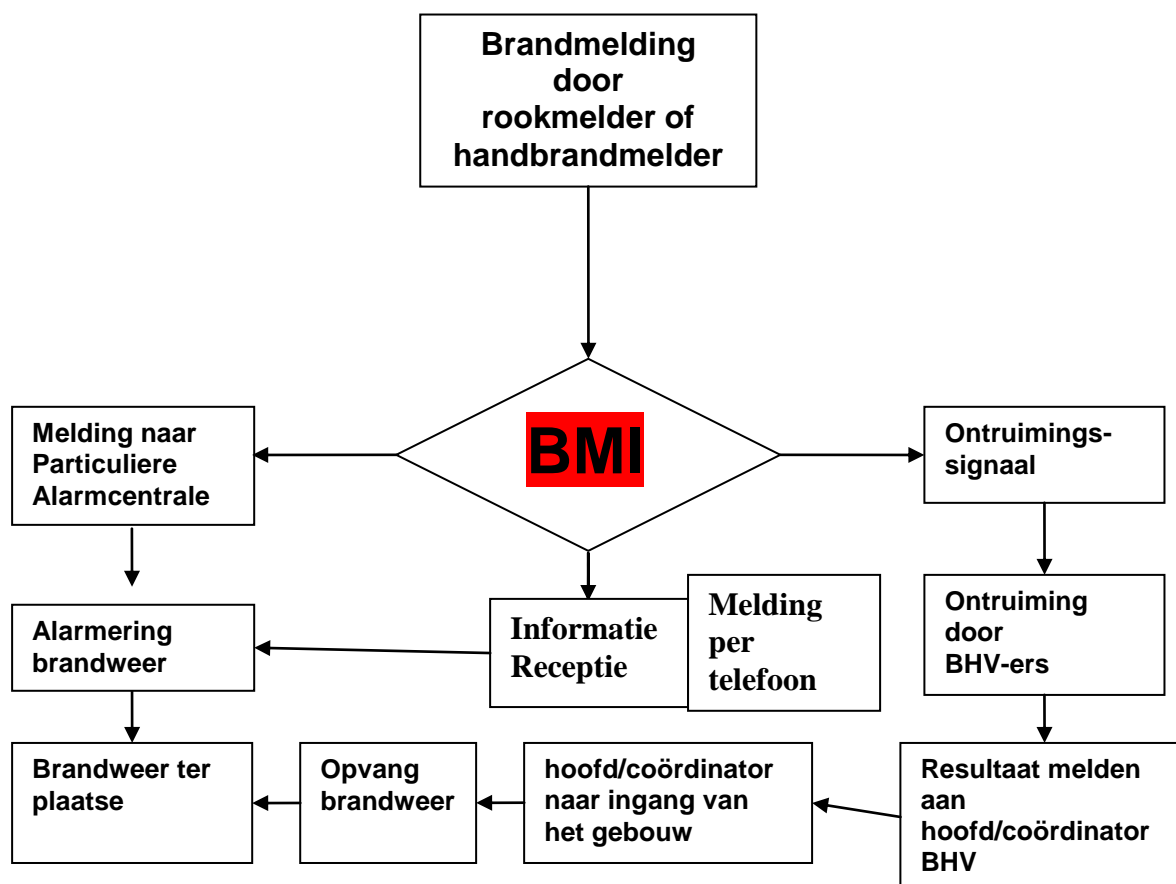 Brandmelding
door
rookmelder of
handbrandmelder
BMI
Melding naar
Particuliere
Alarmcentrale
Ontruimings-
signaal
Alarmering
brandweer
Informatie
Receptie
Melding
per
telefoon
Ontruiming
door
BHV-ers
Brandweer ter
plaatse
Opvang
brandweer
hoofd/coördinator
naar ingang van
het gebouw
Resultaat melden
aan
hoofd/coördinator
BHV